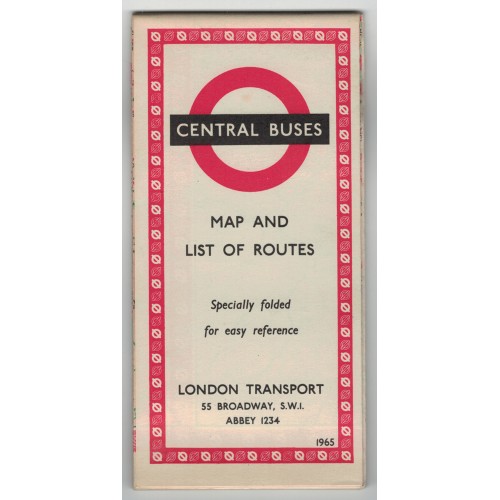 CENTRAL BUSES
MAP AND
LIST OF ROUTES
Specially folded
for easy reference
LONDON TRANSPORT
55 BROADWAY, S.W.1.
ABBEY 1234
1965